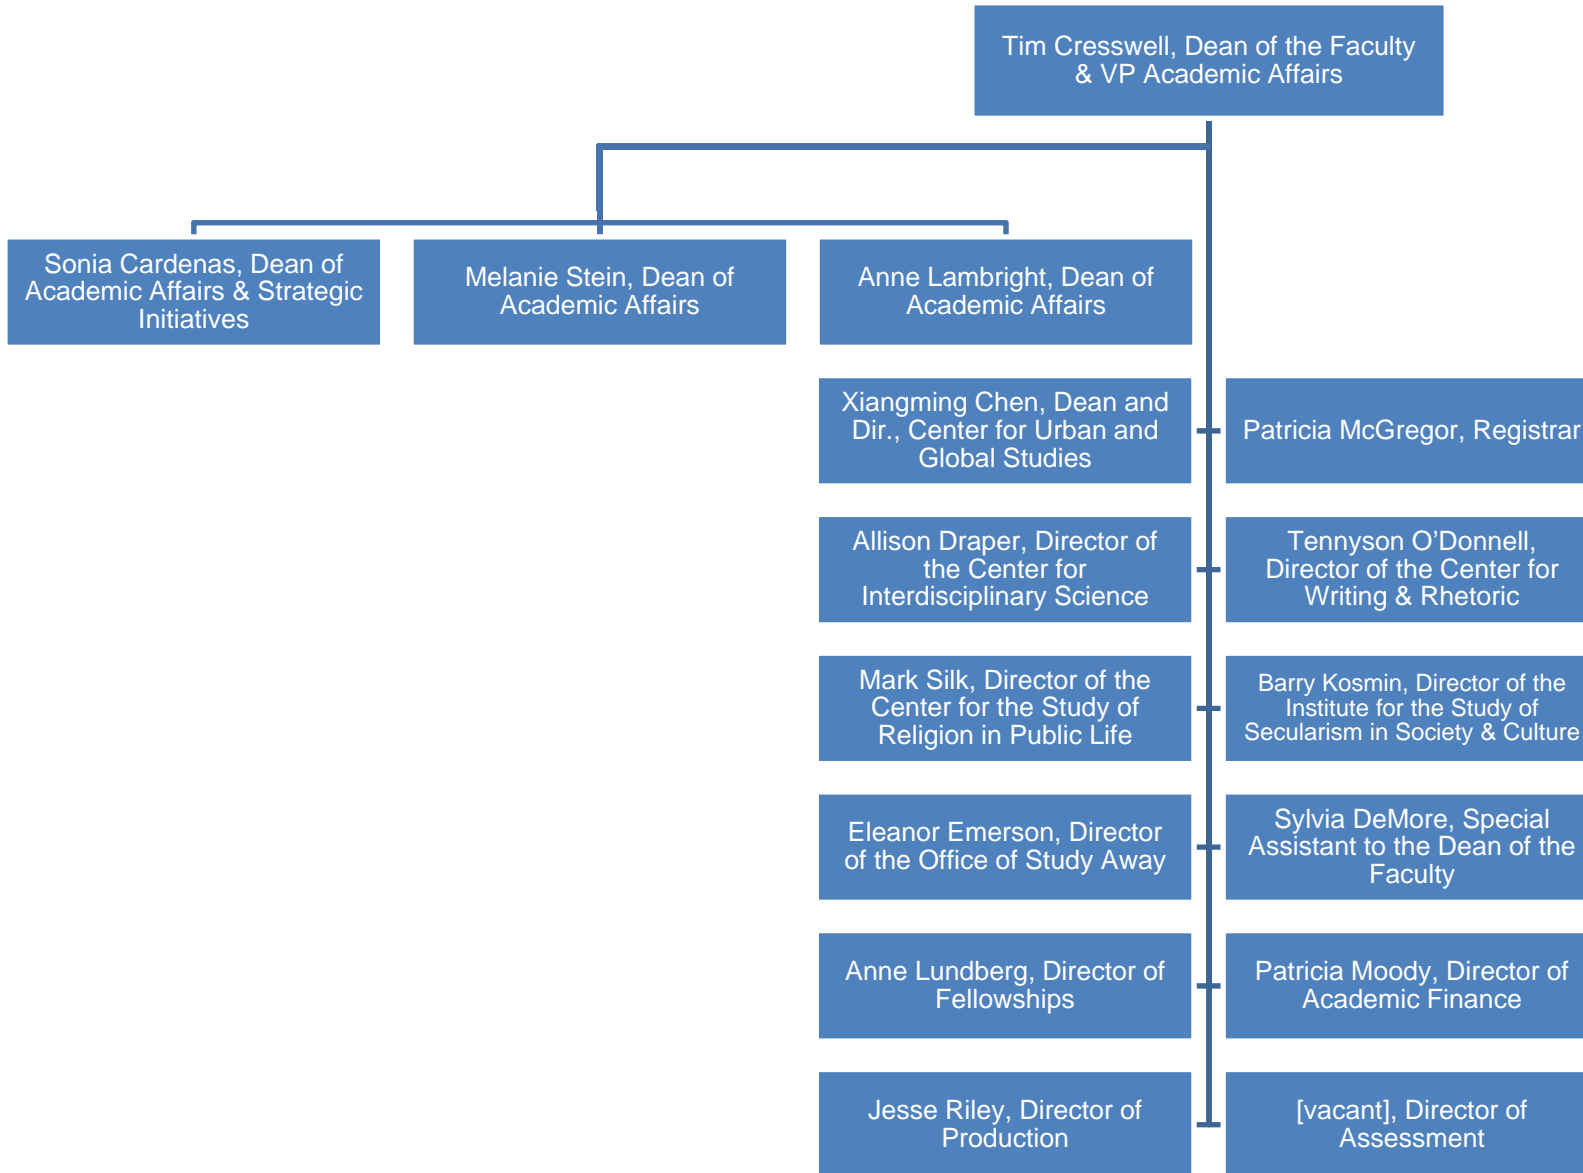 Tim Cresswell, Dean of the Faculty
& VP Academic Affairs
Sonia Cardenas, Dean of
Academic Affairs & Strategic
Initiatives
Melanie Stein, Dean of
Academic Affairs
Anne Lambright, Dean of
Academic Affairs
Xiangming Chen, Dean and
Dir., Center for Urban and
Global Studies
Patricia McGregor, Registrar
Allison Draper, Director of
the Center for
Interdisciplinary Science
Tennyson O’Donnell,
Director of the Center for
Writing & Rhetoric
Mark Silk, Director of the
Center for the Study of
Religion in Public Life
Barry Kosmin, Director of the
Institute for the Study of
Secularism in Society & Culture
Eleanor Emerson, Director
of the Office of Study Away
Sylvia DeMore, Special
Assistant to the Dean of the
Faculty
Anne Lundberg, Director of
Fellowships
Patricia Moody, Director of
Academic Finance
Jesse Riley, Director of
Production
[vacant], Director of
Assessment